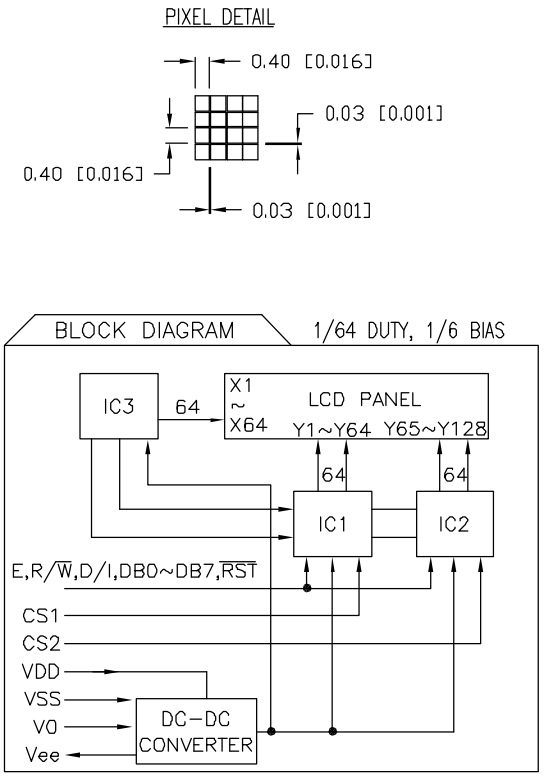 PIXEL DETAIL
0.40 [0.016]
0.03 [0.001]
0.40 [0.016]
0.03 [0.001]
BLOCK DIAGRAM
1/64 DUTY, 1/6 BIAS
IC3
64
X1
~
X64
LCD PANEL
Y1~Y64
Y65~Y128
64
64
IC1
IC2
E,R/W̅,D/I,DB0~DB7,R̅S̅T̅
CS1
CS2
VDD
VSS
V0
Vee
DC-DC
CONVERTER